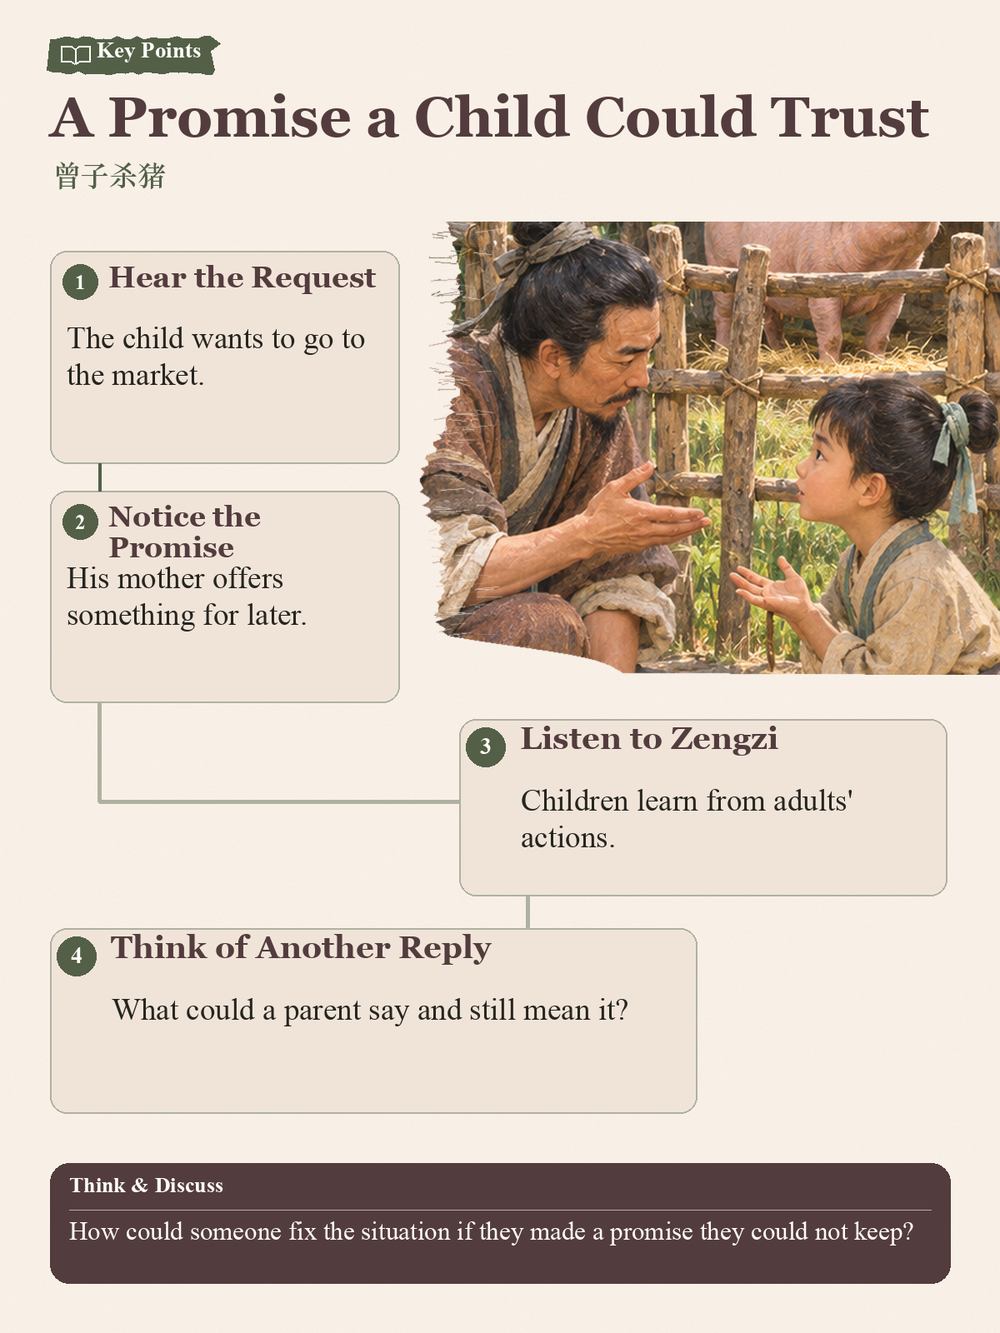 Key Points
A Promise a Child Could Trust
曾子杀猪
1 Hear the Request
The child wants to go to
the market.
2 Notice the
Promise
His mother offers
something for later.
3 Listen to Zengzi
Children learn from adults'
actions.
4 Think of Another Reply
What could a parent say and still mean it?
Think & Discuss
How could someone fix the situation if they made a promise they could not keep?